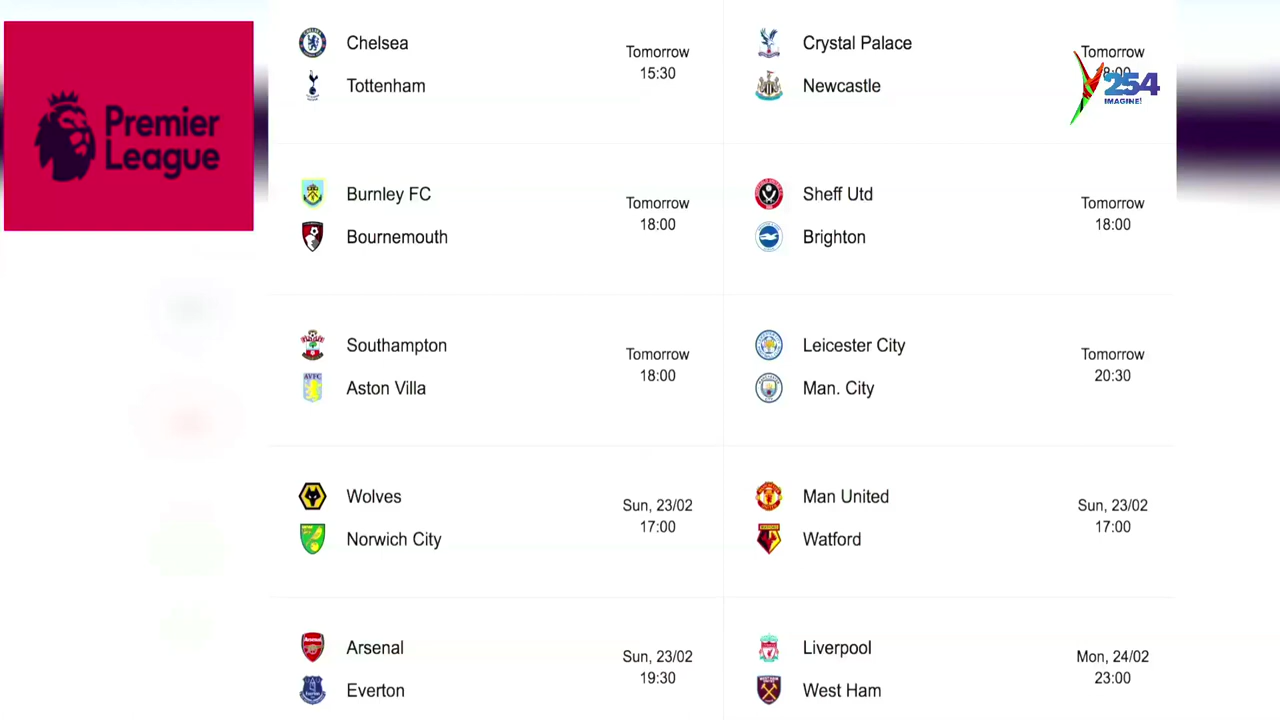 Premier
League
Chelsea
Tottenham
Tomorrow
15:30
Crystal Palace
Newcastle
Tomorrow
18:00
Y254
IMAGINE!
Burnley FC
Bournemouth
Tomorrow
18:00
Sheff Utd
Brighton
Tomorrow
18:00
Southampton
Aston Villa
Tomorrow
18:00
Leicester City
Man. City
Tomorrow
20:30
Wolves
Norwich City
Sun, 23/02
17:00
Man United
Watford
Sun, 23/02
17:00
Arsenal
Everton
Sun, 23/02
19:30
Liverpool
West Ham
Mon, 24/02
23:00